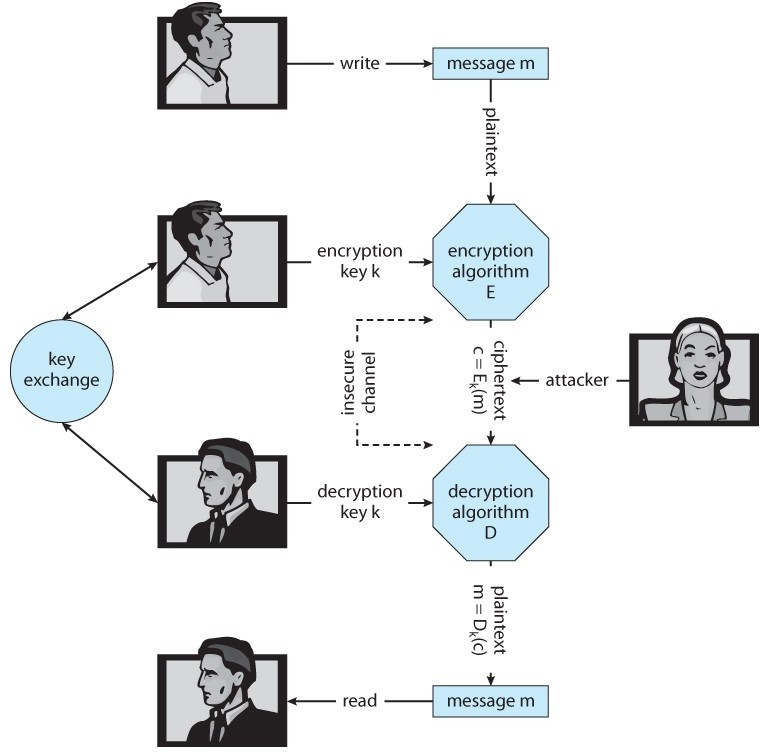 write
message m
plaintext
encryption
key k
encryption
algorithm
E
key
exchange
insecure
channel
ciphertext
c = Eₖ(m)
attacker
decryption
key k
decryption
algorithm
D
plaintext
m = Dₖ(c)
read
message m